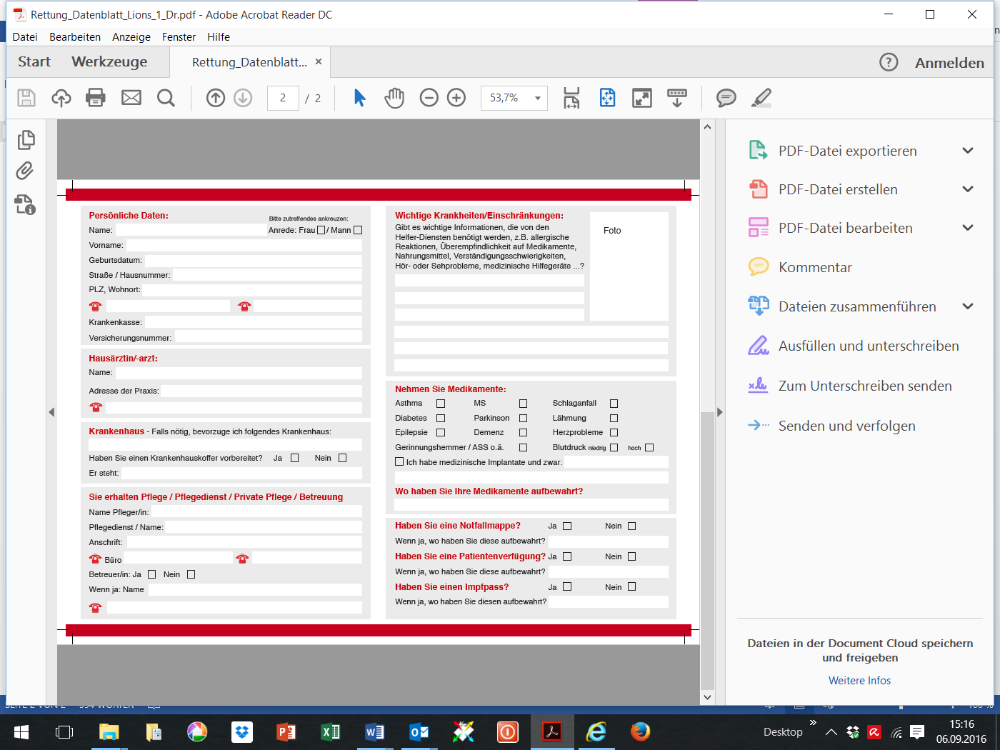 Rettung_Datenblatt_Lions_1_Dr.pdf - Adobe Acrobat Reader DC
Datei Bearbeiten Anzeige Fenster Hilfe
Start Werkzeuge Rettung_Datenblatt... × ? Anmelden
2 / 2 53,7%
Persönliche Daten:
Bitte zutreffendes ankreuzen:
Name: Anrede: Frau / Mann
Vorname:
Geburtsdatum:
Straße / Hausnummer:
PLZ, Wohnort:
Krankenkasse:
Versicherungsnummer:
Hausärztin/-arzt:
Name:
Adresse der Praxis:
Krankenhaus - Falls nötig, bevorzuge ich folgendes Krankenhaus:
Haben Sie einen Krankenhauskoffer vorbereitet? Ja Nein
Er steht:
Sie erhalten Pflege / Pflegedienst / Private Pflege / Betreuung
Name Pfleger/in:
Pflegedienst / Name:
Anschrift:
Büro
Betreuer/in: Ja Nein
Wenn ja: Name
Wichtige Krankheiten/Einschränkungen:
Gibt es wichtige Informationen, die von den
Helfer-Diensten benötigt werden, z.B. allergische
Reaktionen, Überempfindlichkeit auf Medikamente,
Nahrungsmittel, Verständigungsschwierigkeiten,
Hör- oder Sehprobleme, medizinische Hilfegeräte ...?
Foto
Nehmen Sie Medikamente:
Asthma MS Schlaganfall
Diabetes Parkinson Lähmung
Epilepsie Demenz Herzprobleme
Gerinnungshemmer / ASS o.ä. Blutdruck niedrig hoch
Ich habe medizinische Implantate und zwar:
Wo haben Sie Ihre Medikamente aufbewahrt?
Haben Sie eine Notfallmappe? Ja Nein
Wenn ja, wo haben Sie diese aufbewahrt?
Haben Sie eine Patientenverfügung? Ja Nein
Wenn ja, wo haben Sie diese aufbewahrt?
Haben Sie einen Impfpass? Ja Nein
Wenn ja, wo haben Sie diesen aufbewahrt?
PDF-Datei exportieren
PDF-Datei erstellen
PDF-Datei bearbeiten
Kommentar
Dateien zusammenführen
Ausfüllen und unterschreiben
Zum Unterschreiben senden
Senden und verfolgen
Dateien in der Document Cloud speichern
und freigeben
Weitere Infos
Desktop
15:16
06.09.2016